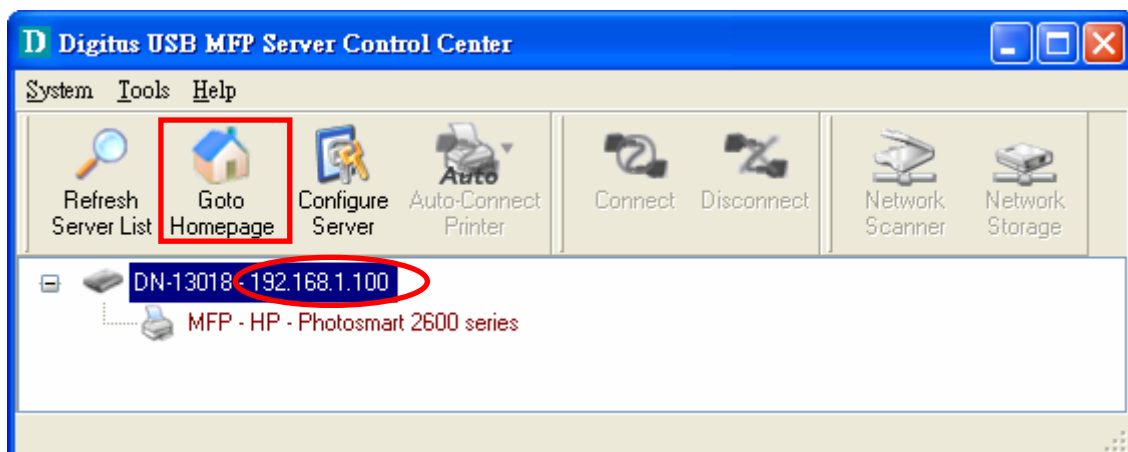 D Digitus USB MFP Server Control Center
System Tools Help
Refresh Server List
Goto Homepage
Configure Server
Auto
Auto-Connect Printer
Connect
Disconnect
Network Scanner
Network Storage
DN-13018 - 192.168.1.100
MFP - HP - Photosmart 2600 series